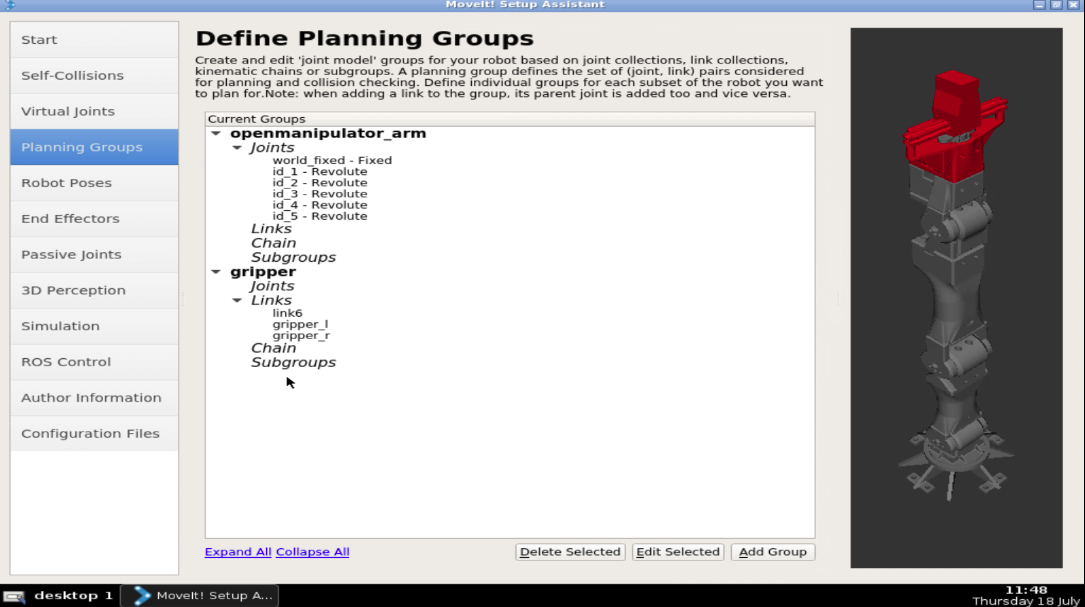 MoveIt! Setup Assistant
Start
Self-Collisions
Virtual Joints
Planning Groups
Robot Poses
End Effectors
Passive Joints
3D Perception
Simulation
ROS Control
Author Information
Configuration Files
Define Planning Groups
Create and edit 'joint model' groups for your robot based on joint collections, link collections,
kinematic chains or subgroups. A planning group defines the set of (joint, link) pairs considered
for planning and collision checking. Define individual groups for each subset of the robot you want
to plan for.Note: when adding a link to the group, its parent joint is added too and vice versa.
Current Groups
openmanipulator_arm
Joints
world_fixed - Fixed
id_1 - Revolute
id_2 - Revolute
id_3 - Revolute
id_4 - Revolute
id_5 - Revolute
Links
Chain
Subgroups
gripper
Joints
Links
link6
gripper_l
gripper_r
Chain
Subgroups
Expand All Collapse All
Delete Selected Edit Selected Add Group
desktop 1
MoveIt! Setup A...
11:48
Thursday 18 July